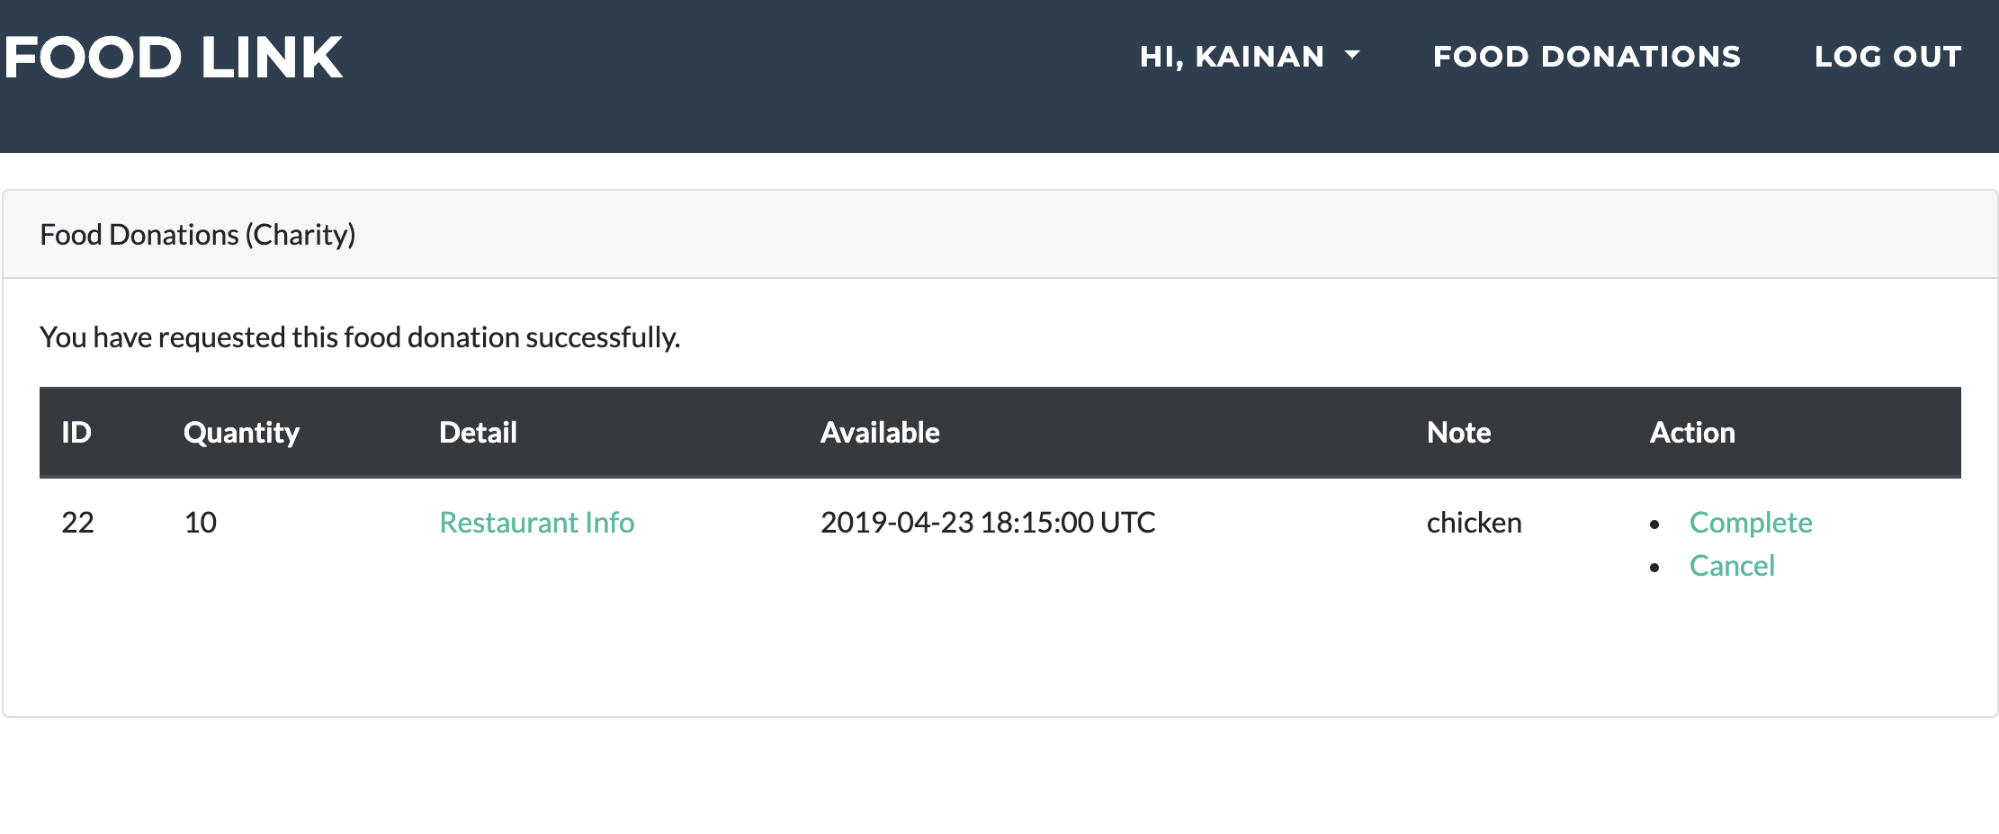 FOOD LINK HI, KAINAN FOOD DONATIONS LOG OUT
Food Donations (Charity)
You have requested this food donation successfully.
ID Quantity Detail Available Note Action
22 10 Restaurant Info 2019-04-23 18:15:00 UTC chicken • Complete
• Cancel